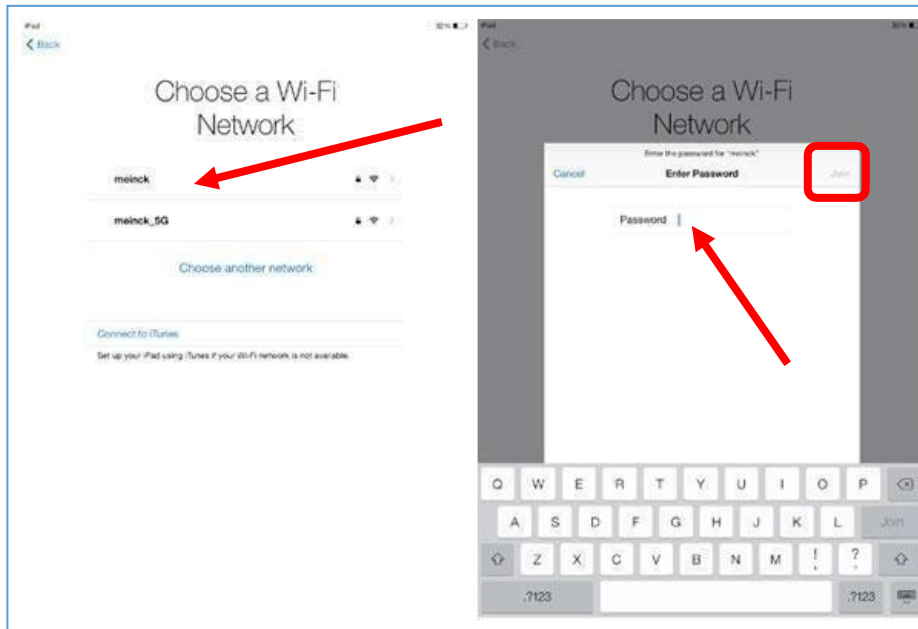 iPad
92%
Back
Choose a Wi-Fi
Network
meinck
meinck_5G
Choose another network
Connect to iTunes
Set up your iPad using iTunes if your Wi-Fi network is not available.
iPad
Back
Choose a Wi-Fi
Network
Enter the password for "meinck"
Cancel
Enter Password
Join
Password
Q W E R T Y U I O P
A S D F G H J K L Join
Z X C V B N M ! , ? .
.?123 .?123